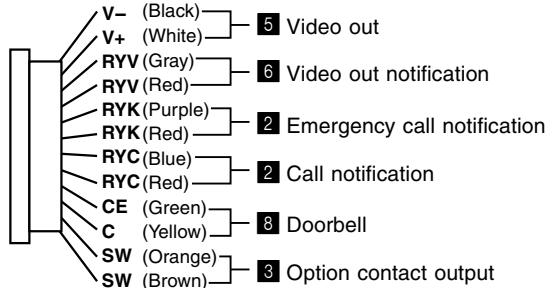 V– (Black)
V+ (White)
5 Video out
RYV (Gray)
RYV (Red)
6 Video out notification
RYK (Purple)
RYK (Red)
2 Emergency call notification
RYC (Blue)
RYC (Red)
2 Call notification
CE (Green)
C (Yellow)
8 Doorbell
SW (Orange)
SW (Brown)
3 Option contact output